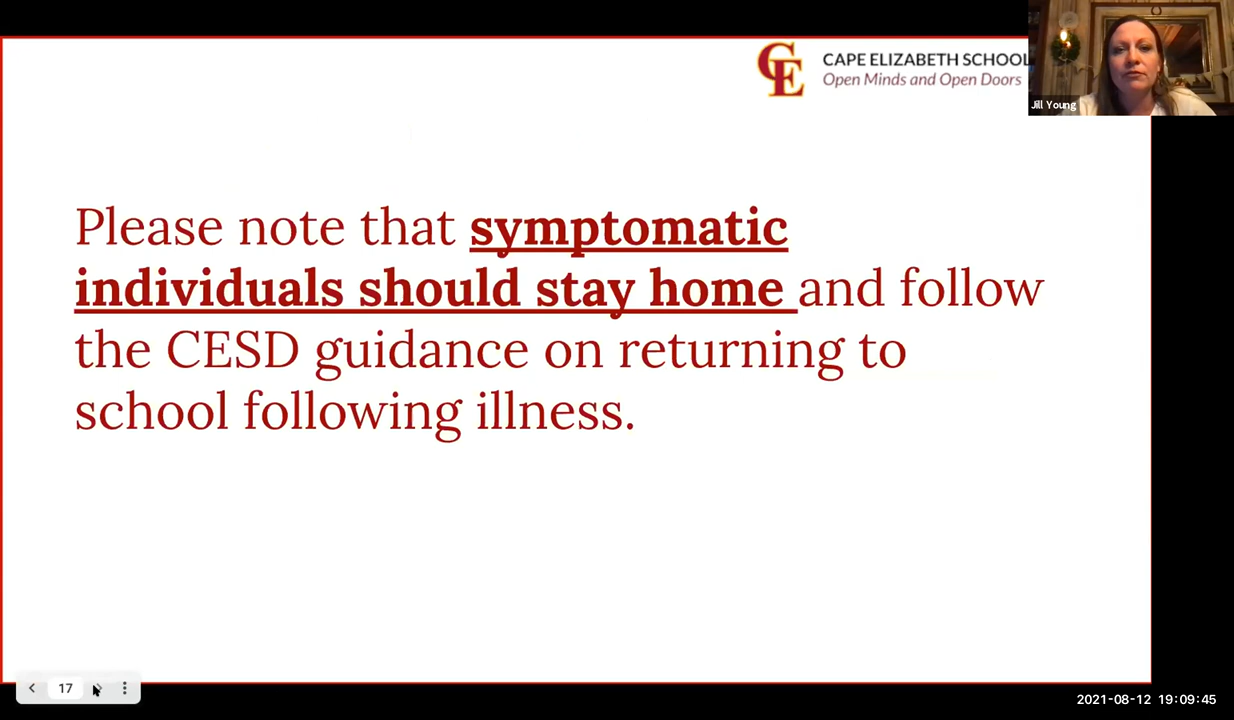 CAPE ELIZABETH SCHOOL
Open Minds and Open Doors
Jill Young
Please note that symptomatic
individuals should stay home and follow
the CESD guidance on returning to
school following illness.
17
2021-08-12 19:09:45